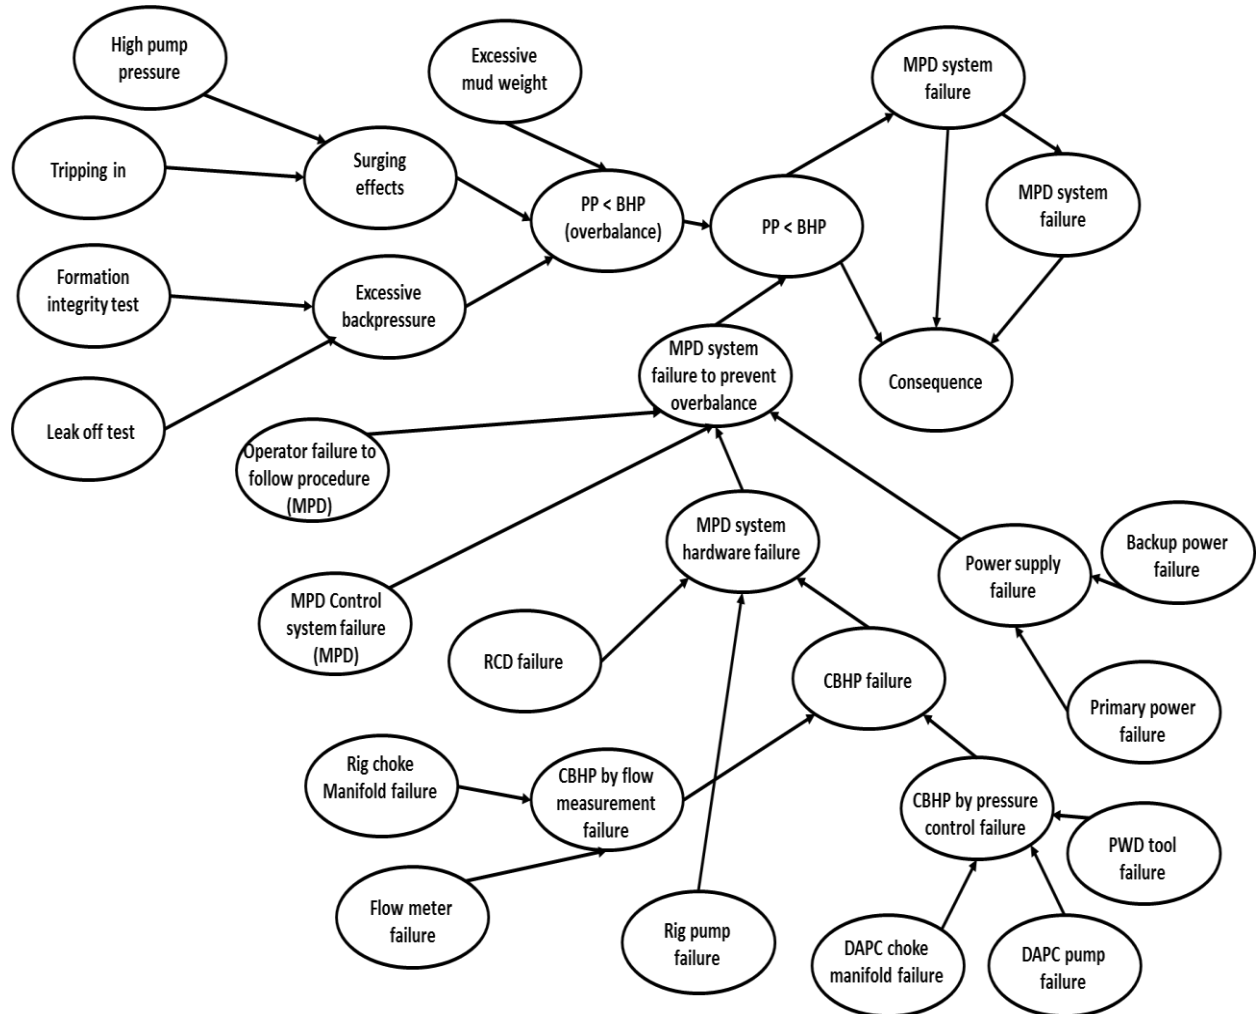 High pump
pressure
Excessive
mud weight
MPD system
failure
Tripping in
Surging
effects
PP < BHP
(overbalance)
PP < BHP
MPD system
failure
Formation
integrity test
Excessive
backpressure
MPD system
failure to prevent
overbalance
Consequence
Leak off test
Operator failure to
follow procedure
(MPD)
MPD system
hardware failure
Power supply
failure
Backup power
failure
MPD Control
system failure
(MPD)
RCD failure
CBHP failure
Primary power
failure
Rig choke
Manifold failure
CBHP by flow
measurement
failure
CBHP by pressure
control failure
PWD tool
failure
Flow meter
failure
Rig pump
failure
DAPC choke
manifold failure
DAPC pump
failure